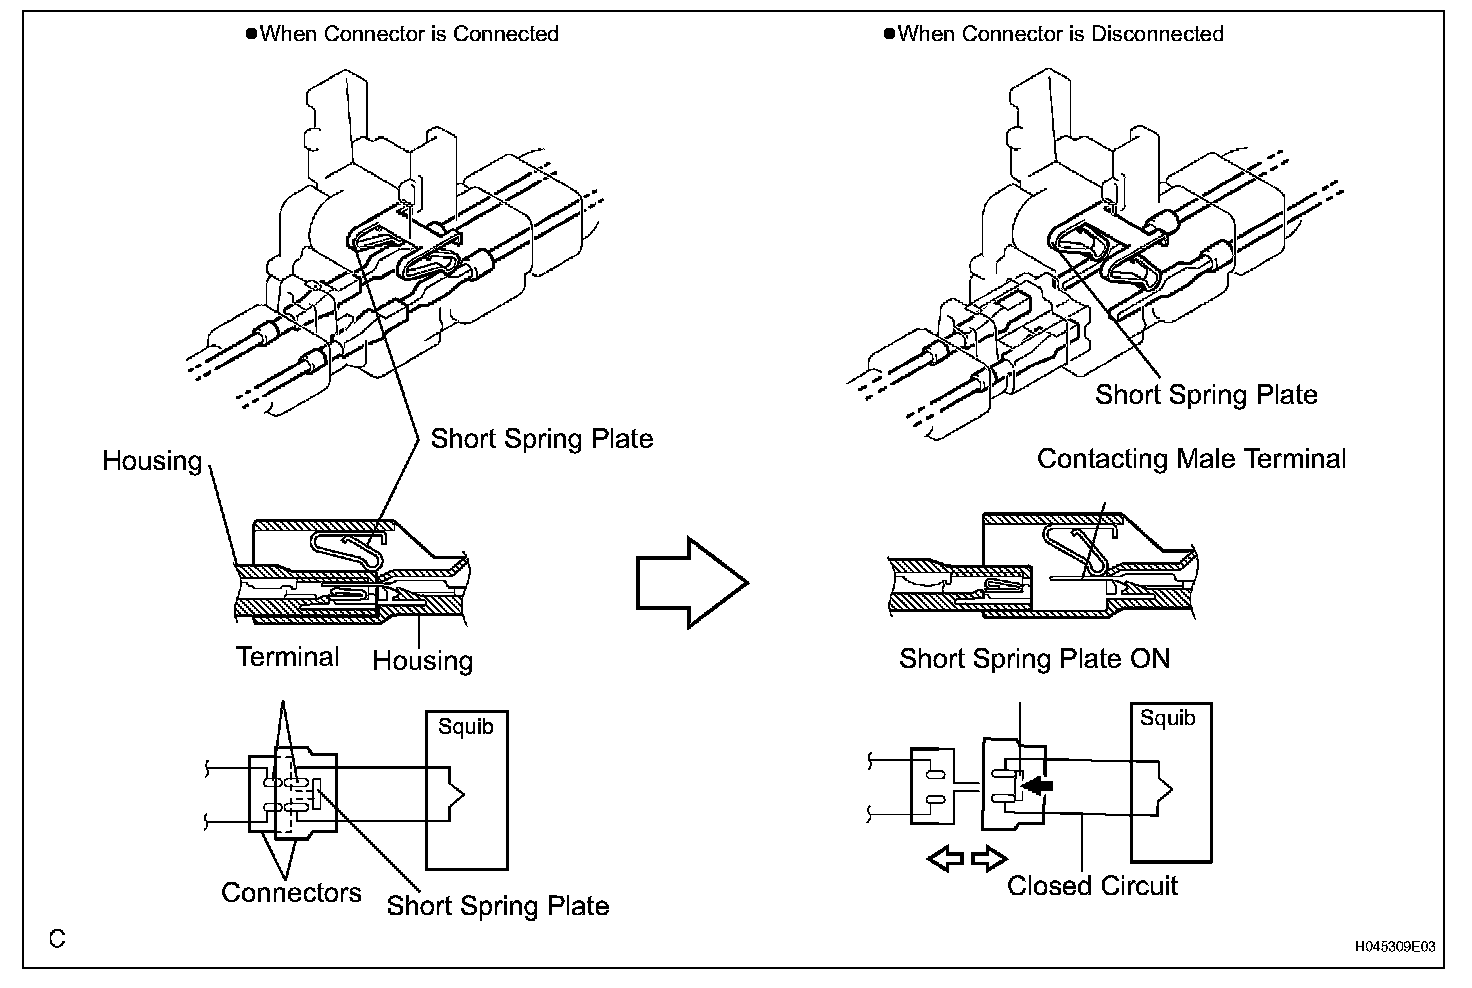 ●When Connector is Connected
●When Connector is Disconnected
Short Spring Plate
Short Spring Plate
Housing
Contacting Male Terminal
Terminal
Housing
Short Spring Plate ON
Squib
Squib
Connectors
Short Spring Plate
Closed Circuit
C
H045309E03